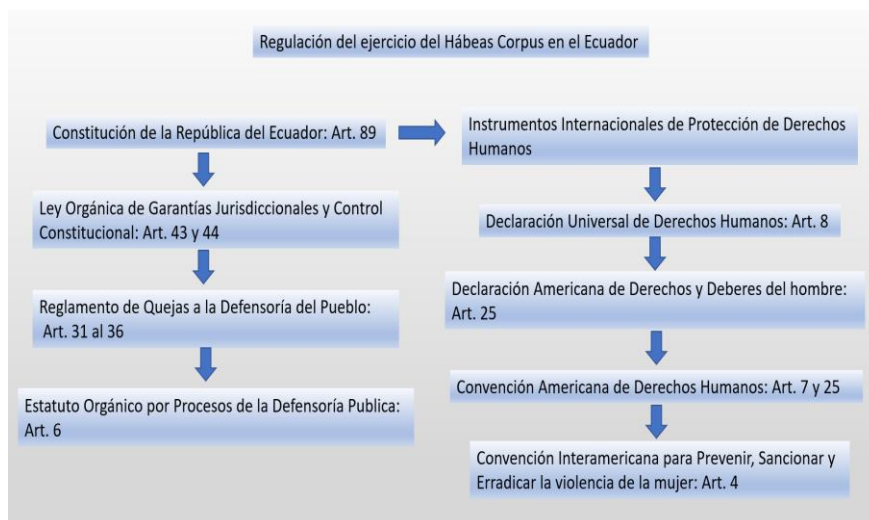 Regulación del ejercicio del Hábeas Corpus en el Ecuador
Constitución de la República del Ecuador: Art. 89
Ley Orgánica de Garantías Jurisdiccionales y Control
Constitucional: Art. 43 y 44
Reglamento de Quejas a la Defensoría del Pueblo:
Art. 31 al 36
Estatuto Orgánico por Procesos de la Defensoría Publica:
Art. 6
Instrumentos Internacionales de Protección de Derechos
Humanos
Declaración Universal de Derechos Humanos: Art. 8
Declaración Americana de Derechos y Deberes del hombre:
Art. 25
Convención Americana de Derechos Humanos: Art. 7 y 25
Convención Interamericana para Prevenir, Sancionar y
Erradicar la violencia de la mujer: Art. 4